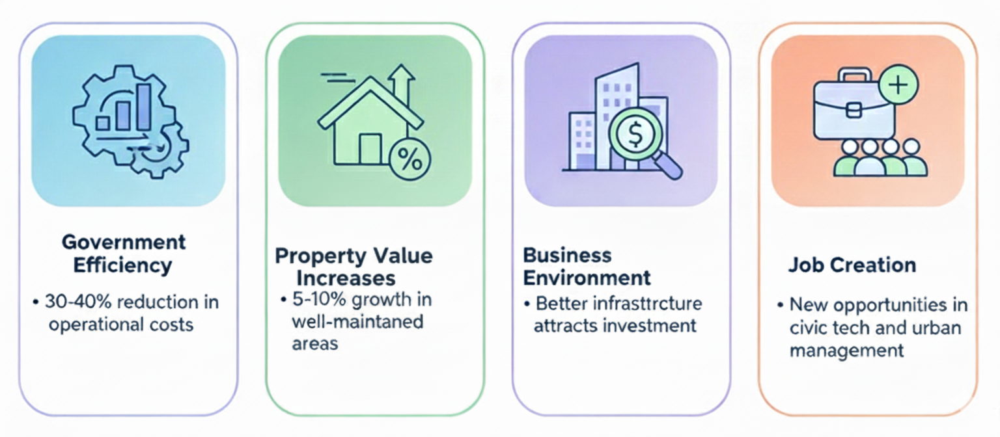 Government
Efficiency
• 30-40% reduction in
operational costs
Property Value
Increases
• 5-10% growth in
well-maintaned
areas
Business
Environment
• Better infrasttrcture
attracts investment
Job Creation
• New opportunities in
civic tech and urban
management
%
$